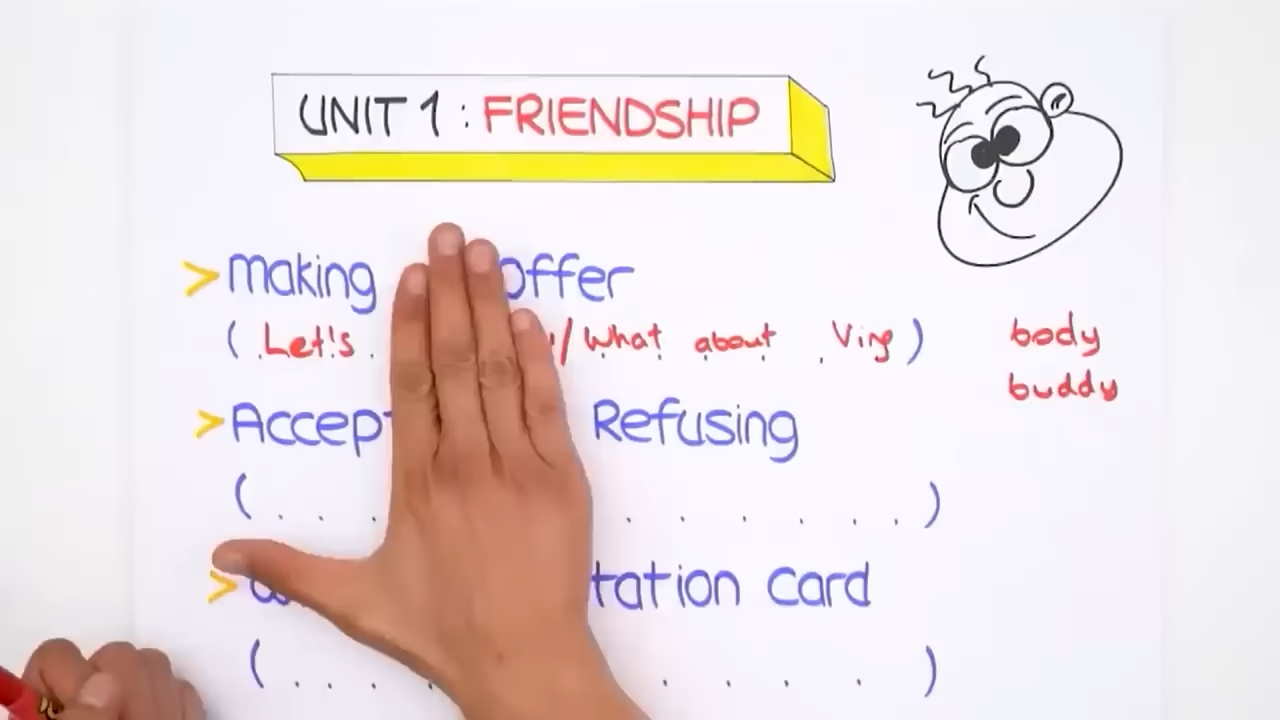 UNIT 1 : FRIENDSHIP
> Making offer
( Let's / What about Ving )
body
buddy
> Accept Refusing
( . . . . . . . . )
> tation Card
( . . . . . . . . )